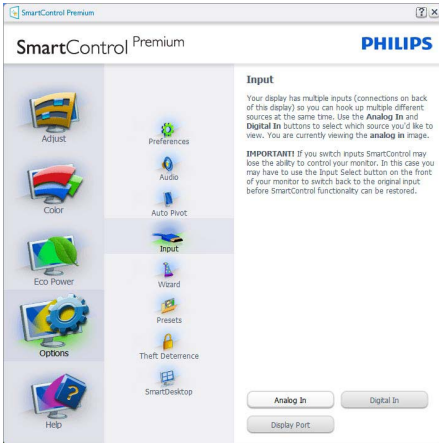 SmartControl Premium
? x
SmartControl Premium
PHILIPS
Adjust
Color
Eco Power
Options
Help
Preferences
Audio
Auto Pivot
Input
Wizard
Presets
Theft Deterrence
SmartDesktop
Input
Your display has multiple inputs (connections on back
of this display) so you can hook up multiple different
sources at the same time. Use the Analog In and
Digital In buttons to select which source you'd like to
view. You are currently viewing the analog in image.
IMPORTANT! If you switch inputs SmartControl may
lose the ability to control your monitor. In this case you
may have to use the Input Select button on the front
of your monitor to switch back to the original input
before SmartControl functionality can be restored.
Analog In
Digital In
Display Port